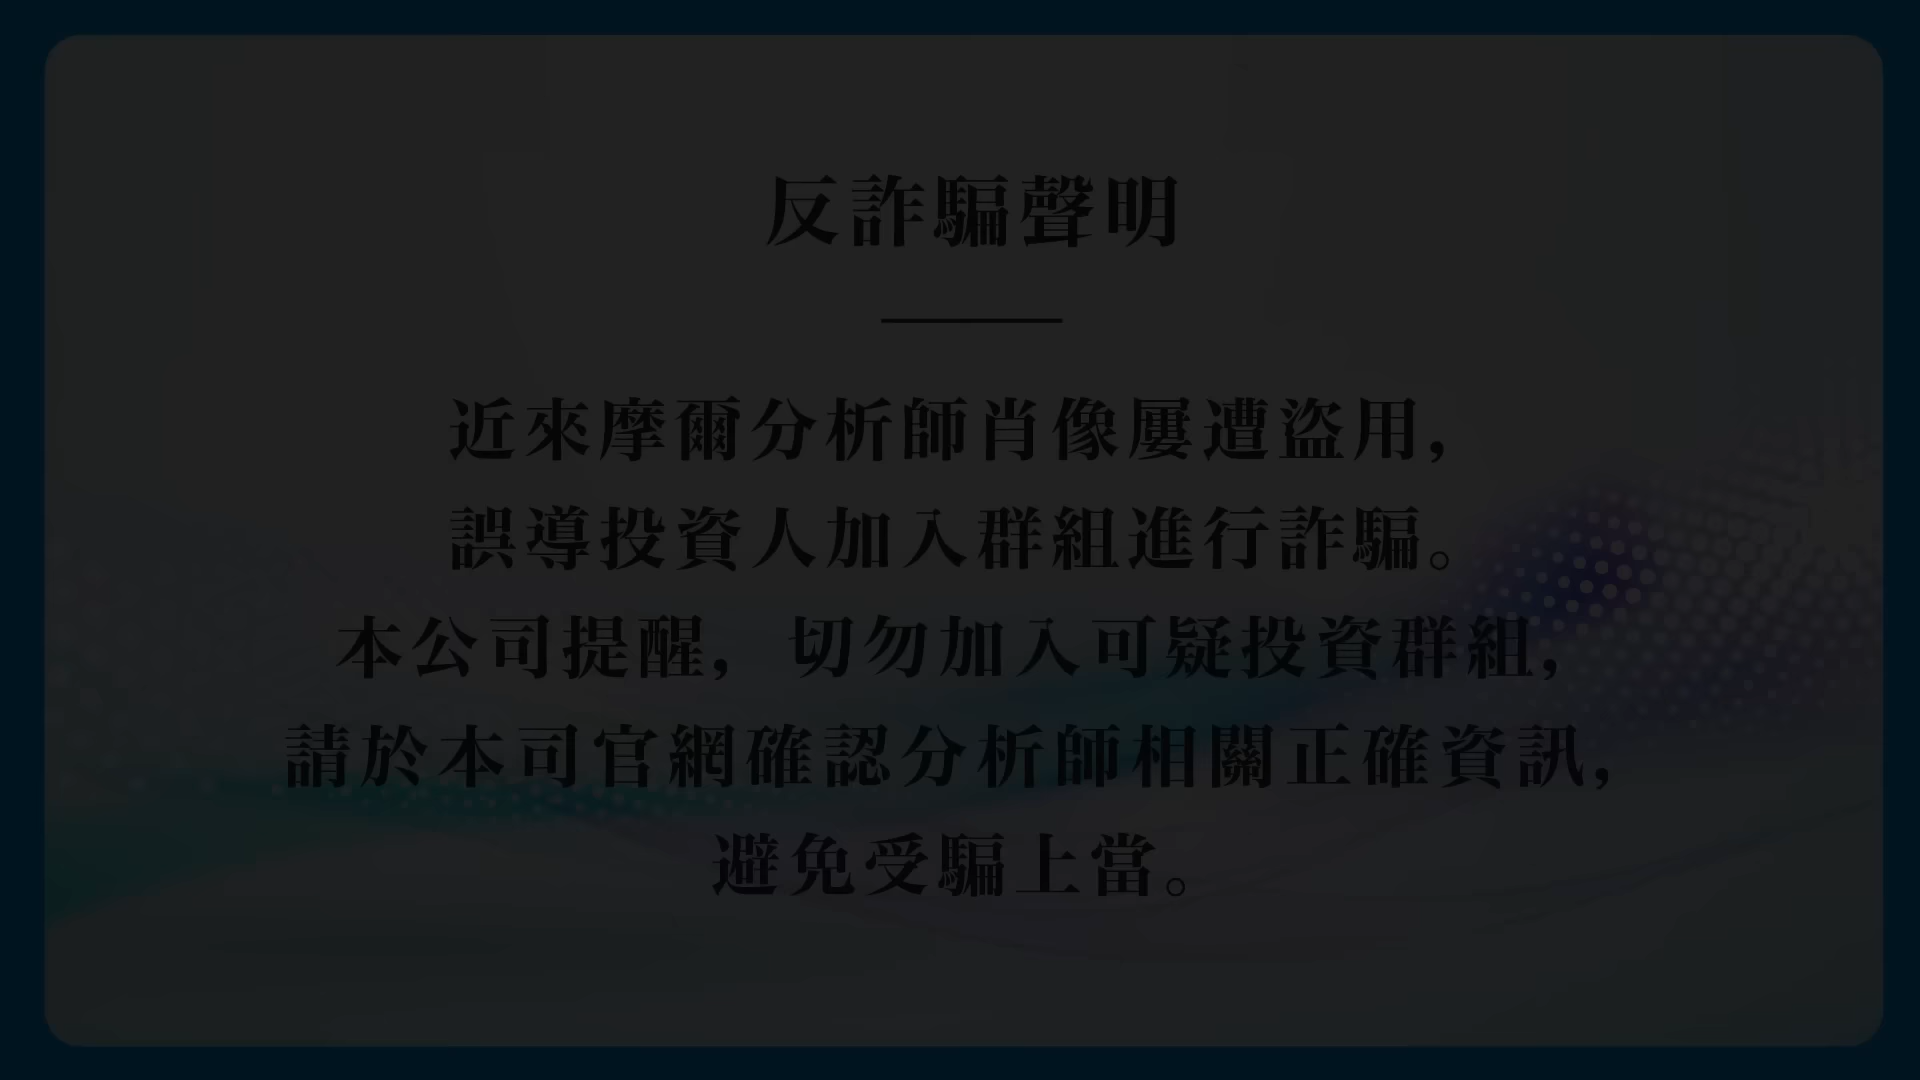 反詐騙聲明
近來摩爾分析師肖像屢遭盜用，
誤導投資人加入群組進行詐騙。
本公司提醒，切勿加入可疑投資群組，
請於本司官網確認分析師相關正確資訊，
避免受騙上當。